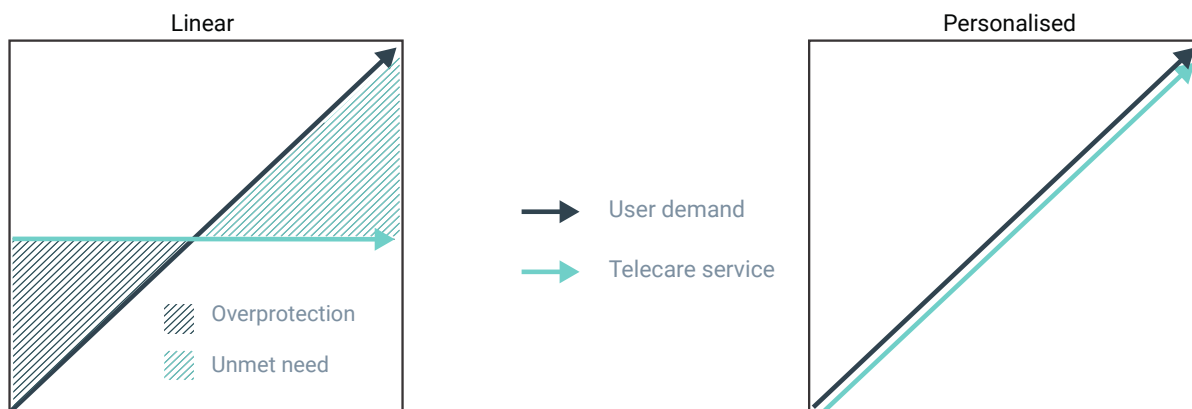 Linear
Personalised
User demand
Telecare service
Overprotection
Unmet need